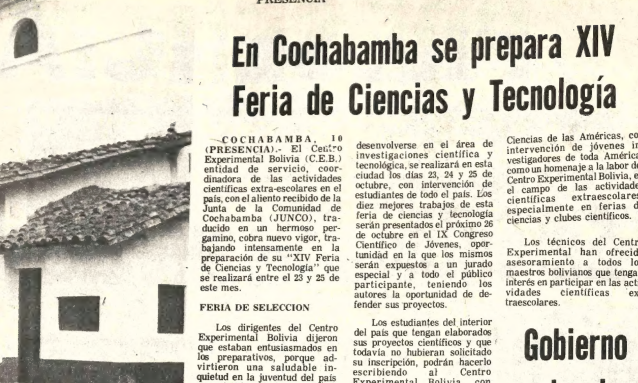 PRESENCIA
En Cochabamba se prepara XIV
Feria de Ciencias y Tecnología
COCHABAMBA, 10
(PRESENCIA).- El Centro
Experimental Bolivia (C.E.B.)
entidad de servicio, coor-
dinadora de las actividades
científicas extra-escolares en el
país, con el aliento recibido de la
Junta de la Comunidad de
Cochabamba (JUNCO), tra-
ducido en un hermoso per-
gamino, cobra nuevo vigor, tra-
bajando intensamente en la
preparación de su "XIV Feria
de Ciencias y Tecnología" que
se realizará entre el 23 y 25 de
este mes.
FERIA DE SELECCION
Los dirigentes del Centro
Experimental Bolivia dijeron
que estaban entusiasmados en
los preparativos, porque ad-
virtieron una saludable in-
quietud en la juventud del país
desenvolverse en el área de
investigaciones científica y
tecnológica, se realizará en esta
ciudad los días 23, 24 y 25 de
octubre, con intervención de
estudiantes de todo el país. Los
diez mejores trabajos de esta
feria de ciencias y tecnología
serán presentados el próximo 26
de octubre en el IX Congreso
Científico de Jóvenes, opor-
tunidad en la que los mismos
serán expuestos a un jurado
especial y a todo el público
participante, teniendo los
autores la oportunidad de de-
fender sus proyectos.
Los estudiantes del interior
del país que tengan elaborados
sus proyectos científicos y que
todavía no hubieran solicitado
su inscripción, podrán hacerlo
escribiendo al Centro
Experimental Bolivia, con
Ciencias de las Américas, co
intervención de jóvenes in
vestigadores de toda América
como un homenaje a la labor de
Centro Experimental Bolivia, e
el campo de las actividade
científicas extraescolares
especialmente en ferias d
ciencias y clubes científicos.
Los técnicos del Centr
Experimental han ofrecid
asesoramiento a todos lo
maestros bolivianos que tenga
interés en participar en las acti
vidades científicas ex
traescolares.
Gobierno